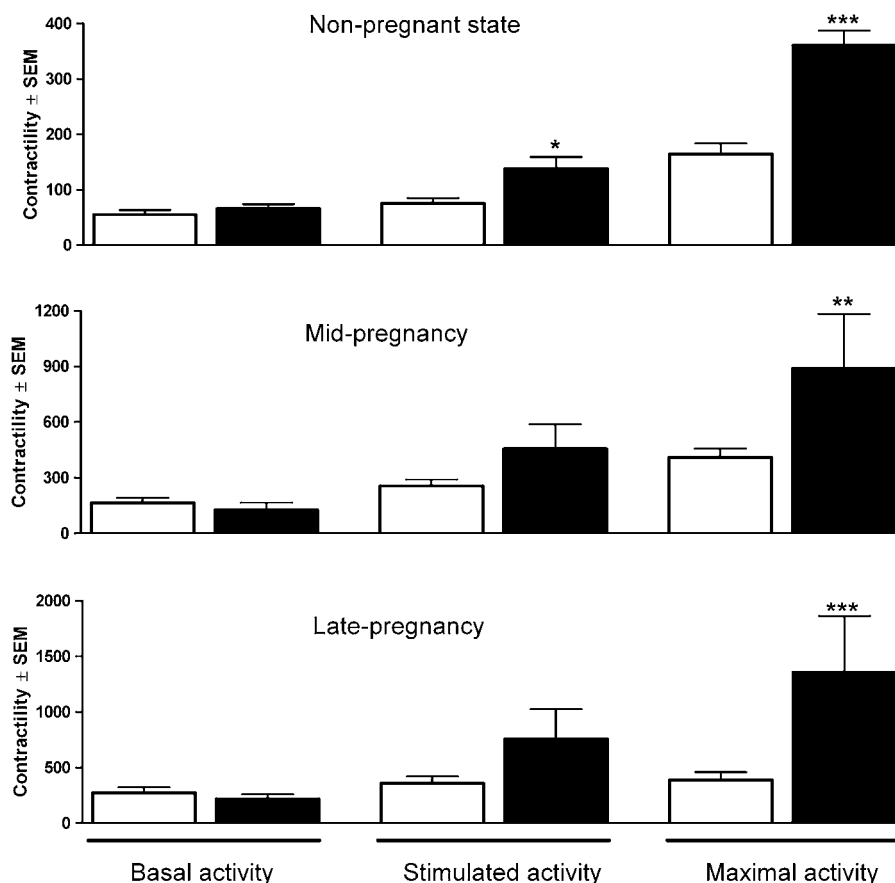 Non-pregnant state
***
*
Contractility ± SEM
400
300
200
100
0
Mid-pregnancy
**
Contractility ± SEM
1200
900
600
300
0
Late-pregnancy
***
Contractility ± SEM
2000
1500
1000
500
0
Basal activity Stimulated activity Maximal activity